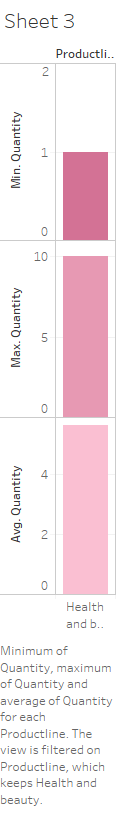 Sheet 3
Productli..
2
1
0
Min. Quantity
10
5
0
Max. Quantity
4
2
0
Avg. Quantity
Health
and b..
Minimum of
Quantity, maximum
of Quantity and
average of Quantity
for each
Productline. The
view is filtered on
Productline, which
keeps Health and
beauty.